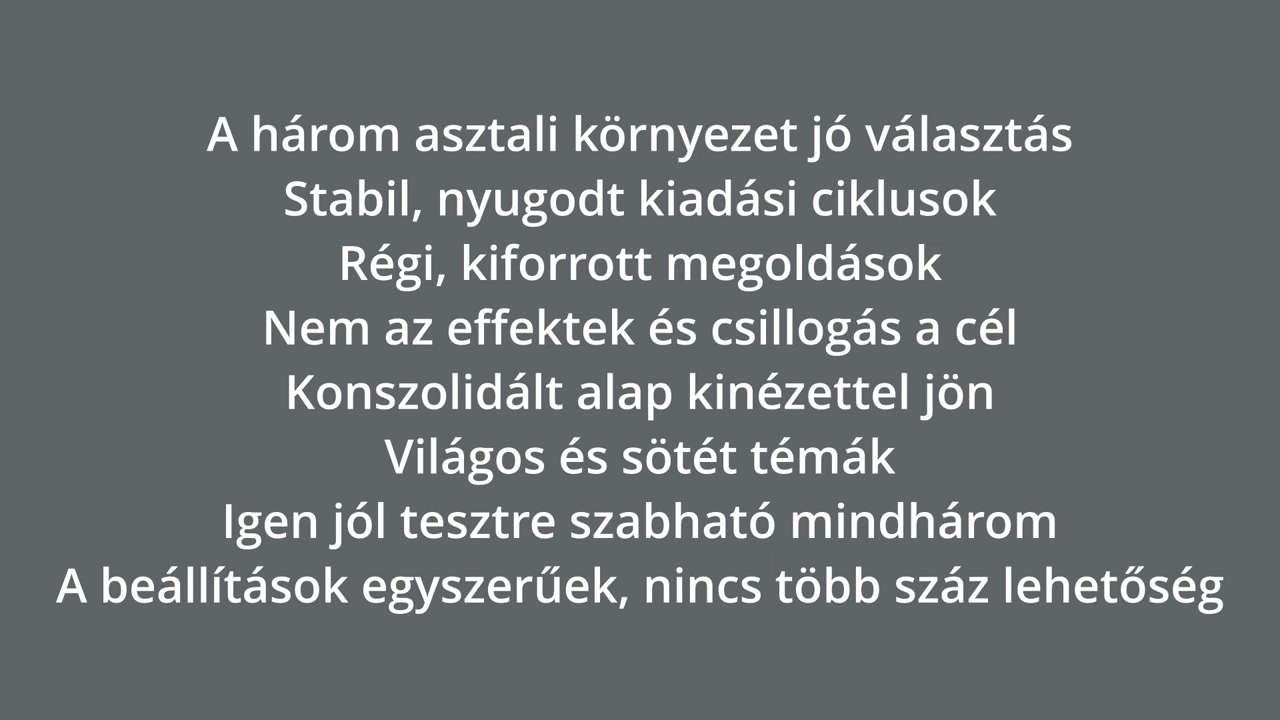 A három asztali környezet jó választás
Stabil, nyugodt kiadási ciklusok
Régi, kiforrott megoldások
Nem az effektek és csillogás a cél
Konszolidált alap kinézettel jön
Világos és sötét témák
Igen jól tesztre szabható mindhárom
A beállítások egyszerűek, nincs több száz lehetőség